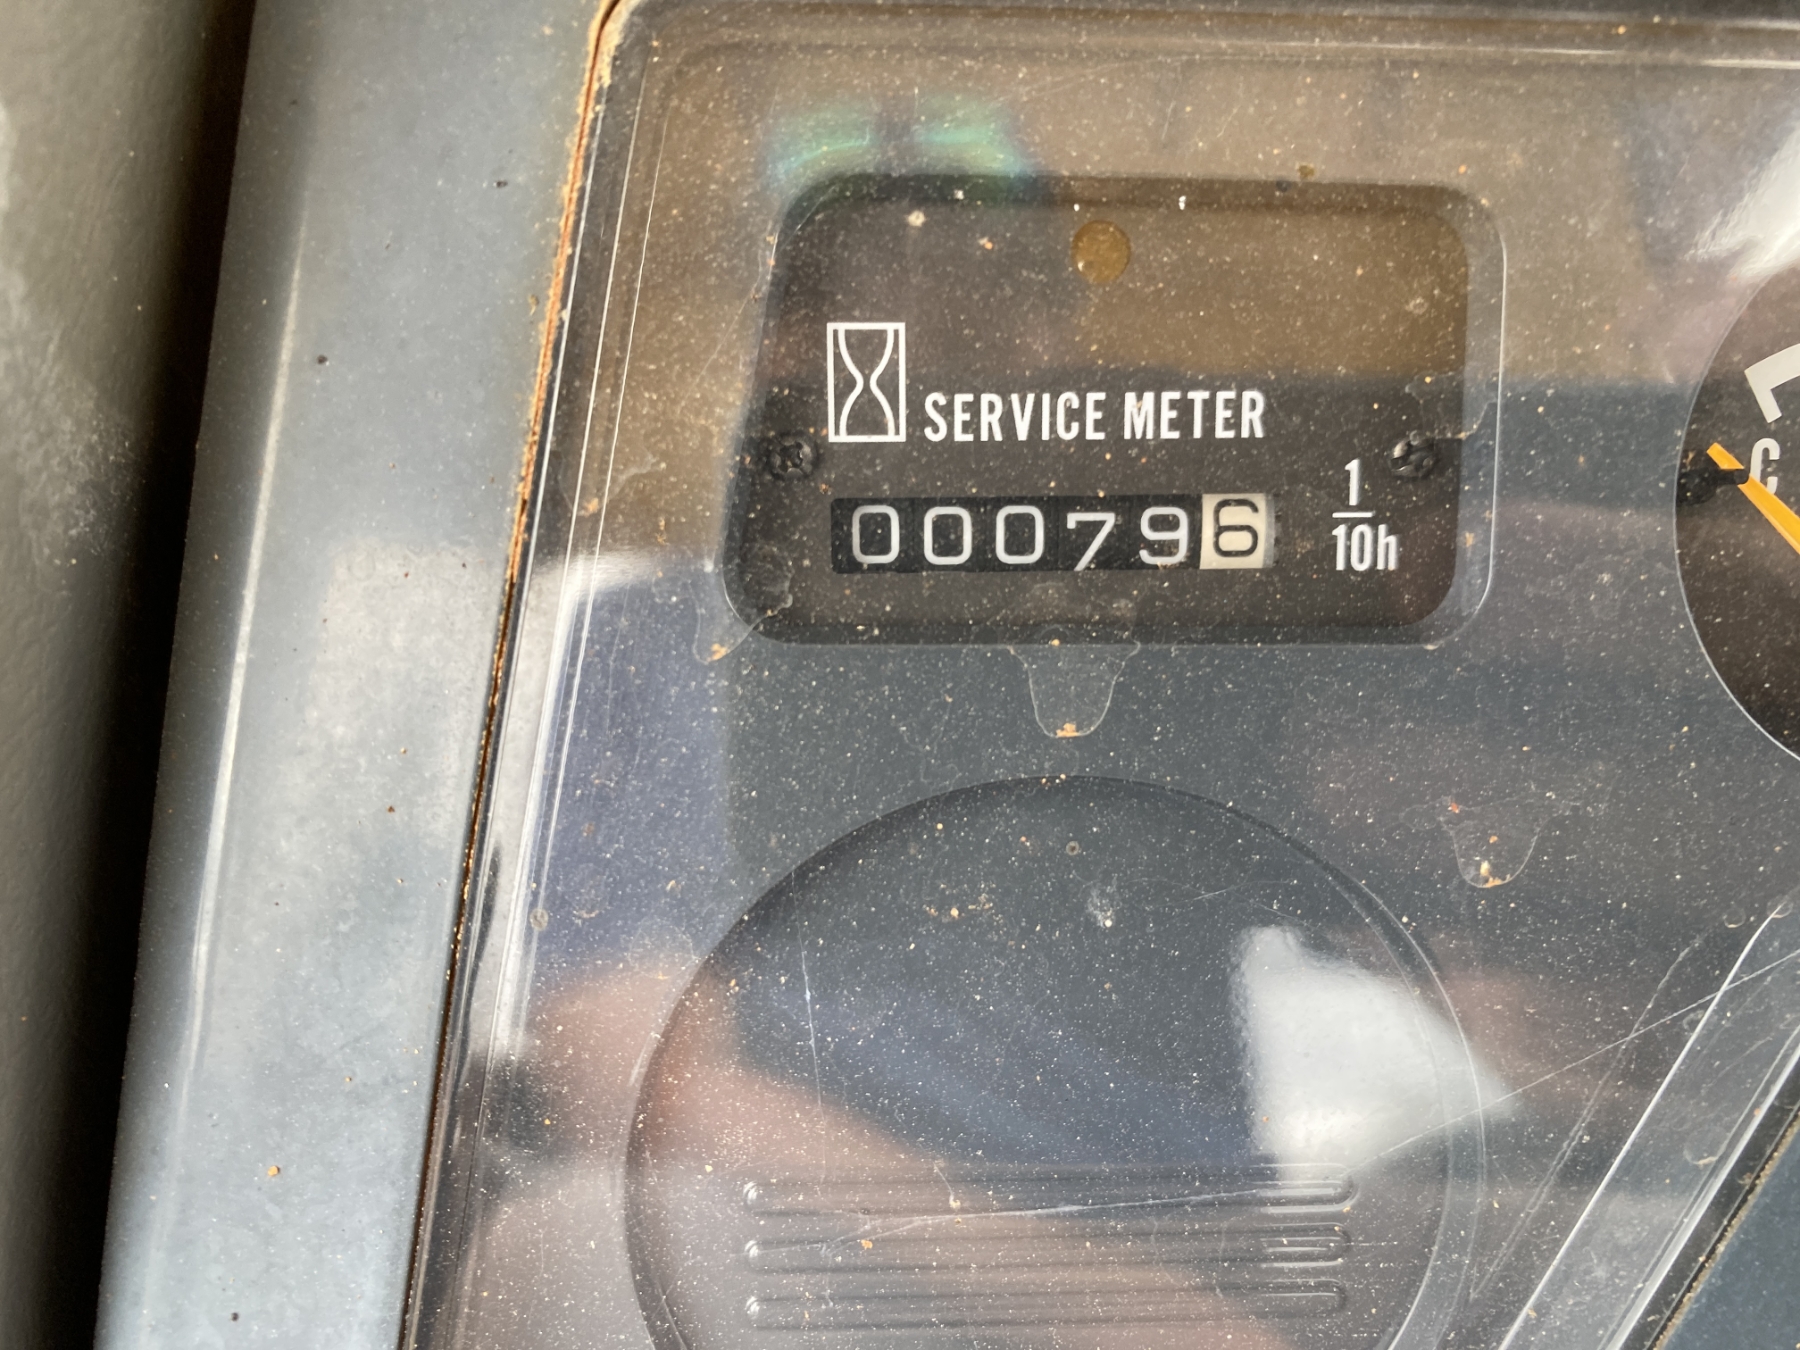 SERVICE METER
000796
1
10h
L
C